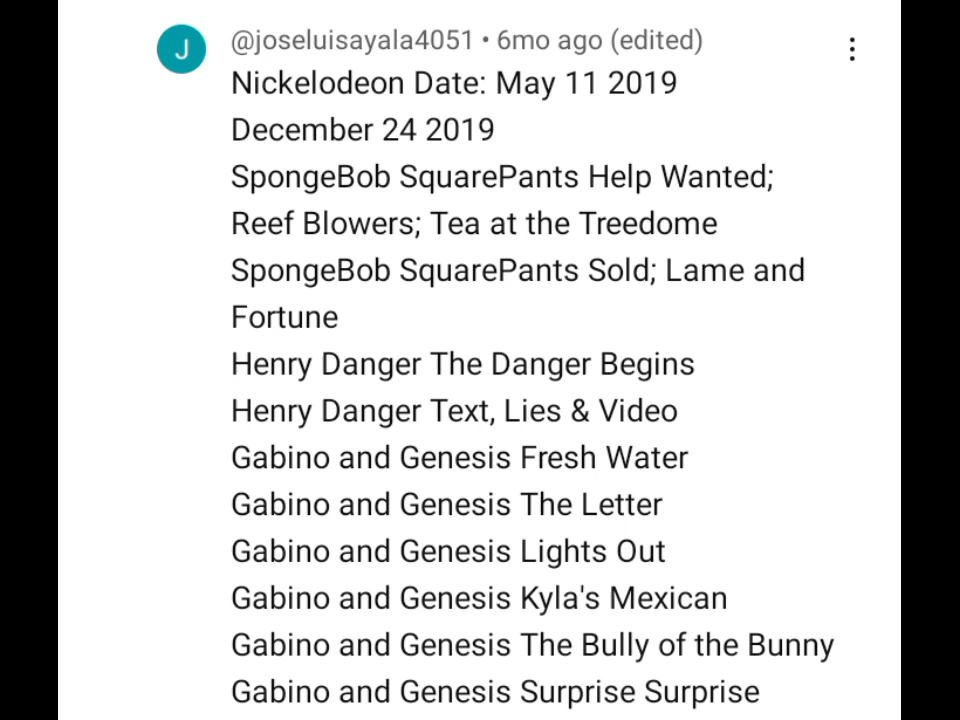 J
@joseluisayala4051 • 6mo ago (edited)
Nickelodeon Date: May 11 2019
December 24 2019
SpongeBob SquarePants Help Wanted;
Reef Blowers; Tea at the Treedome
SpongeBob SquarePants Sold; Lame and
Fortune
Henry Danger The Danger Begins
Henry Danger Text, Lies & Video
Gabino and Genesis Fresh Water
Gabino and Genesis The Letter
Gabino and Genesis Lights Out
Gabino and Genesis Kyla's Mexican
Gabino and Genesis The Bully of the Bunny
Gabino and Genesis Surprise Surprise